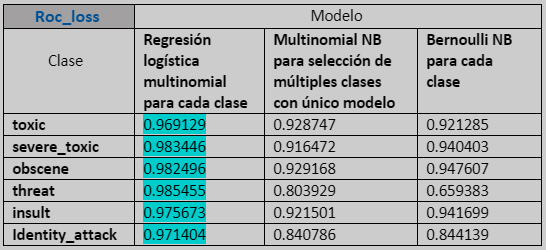 Roc_loss Modelo
Clase Regresión logística multinomial para cada clase Multinomial NB para selección de múltiples clases con único modelo Bernoulli NB para cada clase
toxic 0.969129 0.928747 0.921285
severe_toxic 0.983446 0.916472 0.940403
obscene 0.982496 0.929168 0.947607
threat 0.985455 0.803929 0.659383
insult 0.975673 0.921501 0.941699
Identity_attack 0.971404 0.840786 0.844139